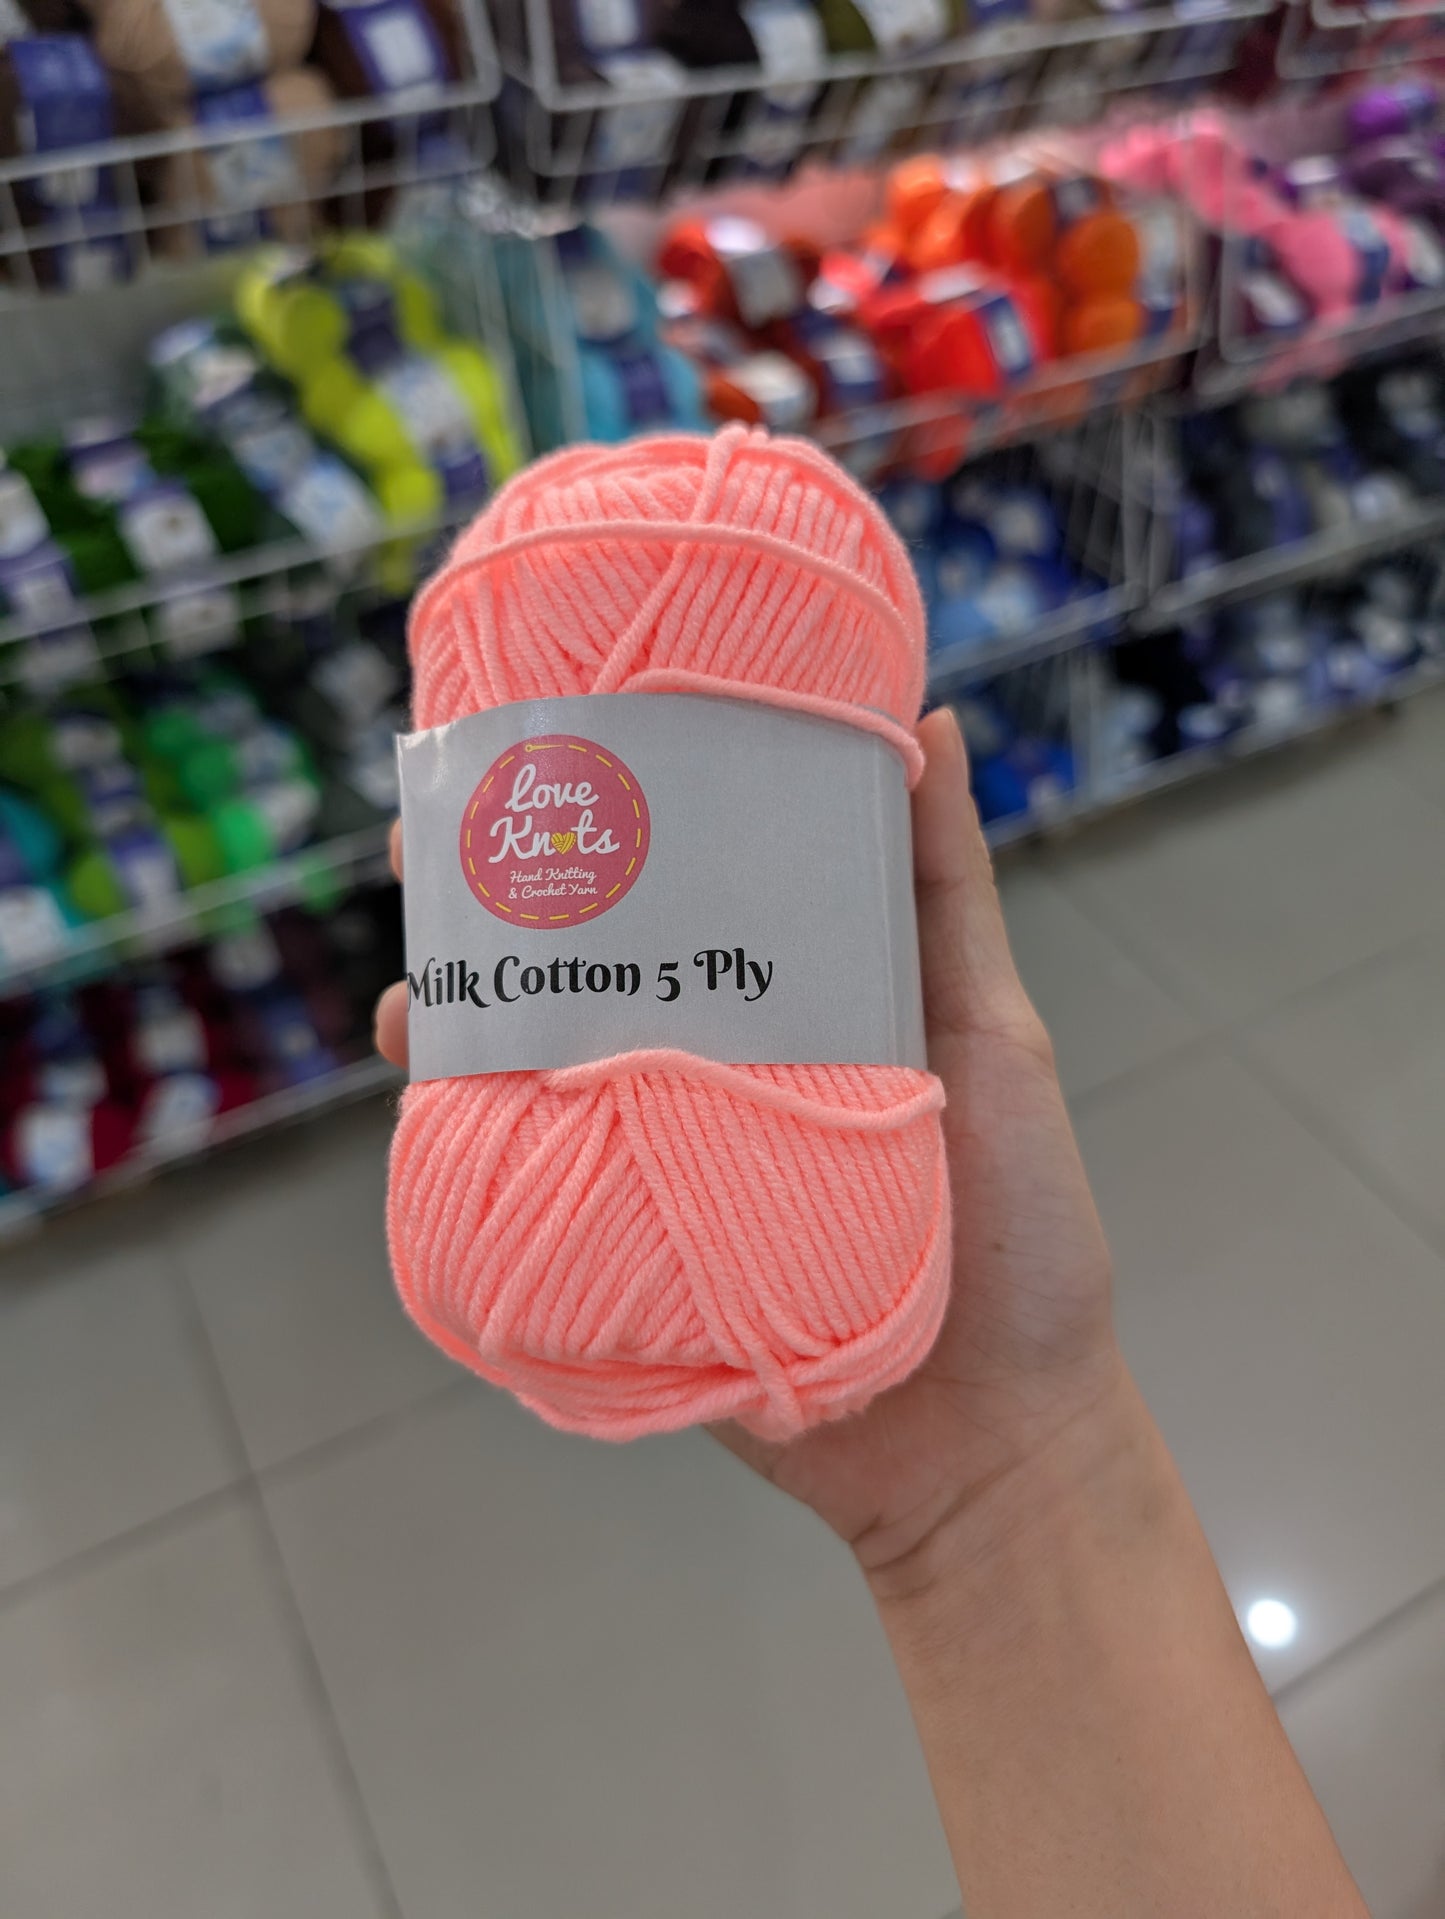 Love
Knots
Hand Knitting
& Crochet Yarn
Milk Cotton 5 Ply